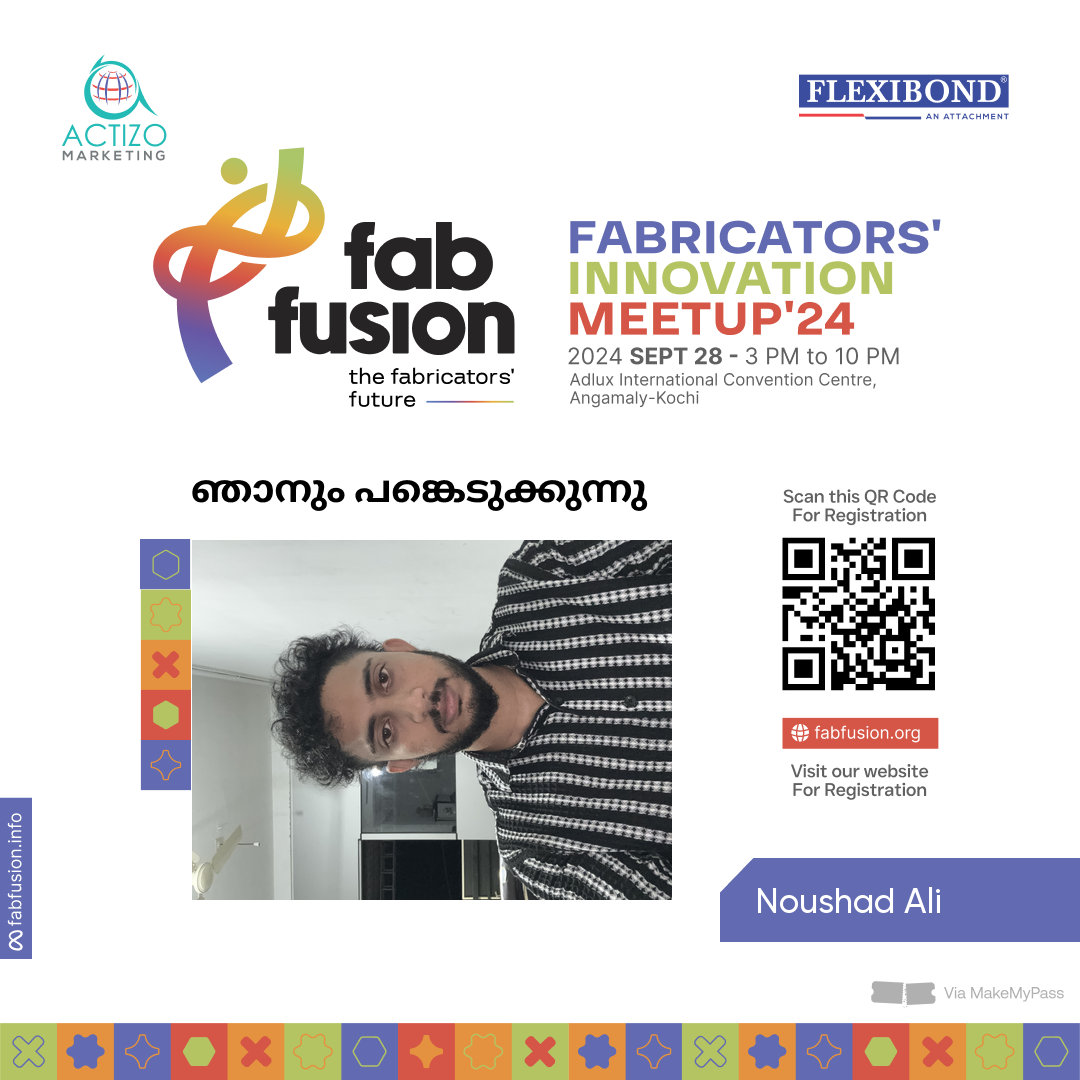 ACTIZO
MARKETING
FLEXIBOND®
AN ATTACHMENT
fab
fusion
the fabricators'
future
FABRICATORS'
INNOVATION
MEETUP'24
2024 SEPT 28 - 3 PM to 10 PM
Adlux International Convention Centre,
Angamaly-Kochi
ഞാനും പങ്കെടുക്കുന്നു
Scan this QR Code
For Registration
fabfusion.org
Visit our website
For Registration
fabfusion.info
Noushad Ali
Via MakeMyPass